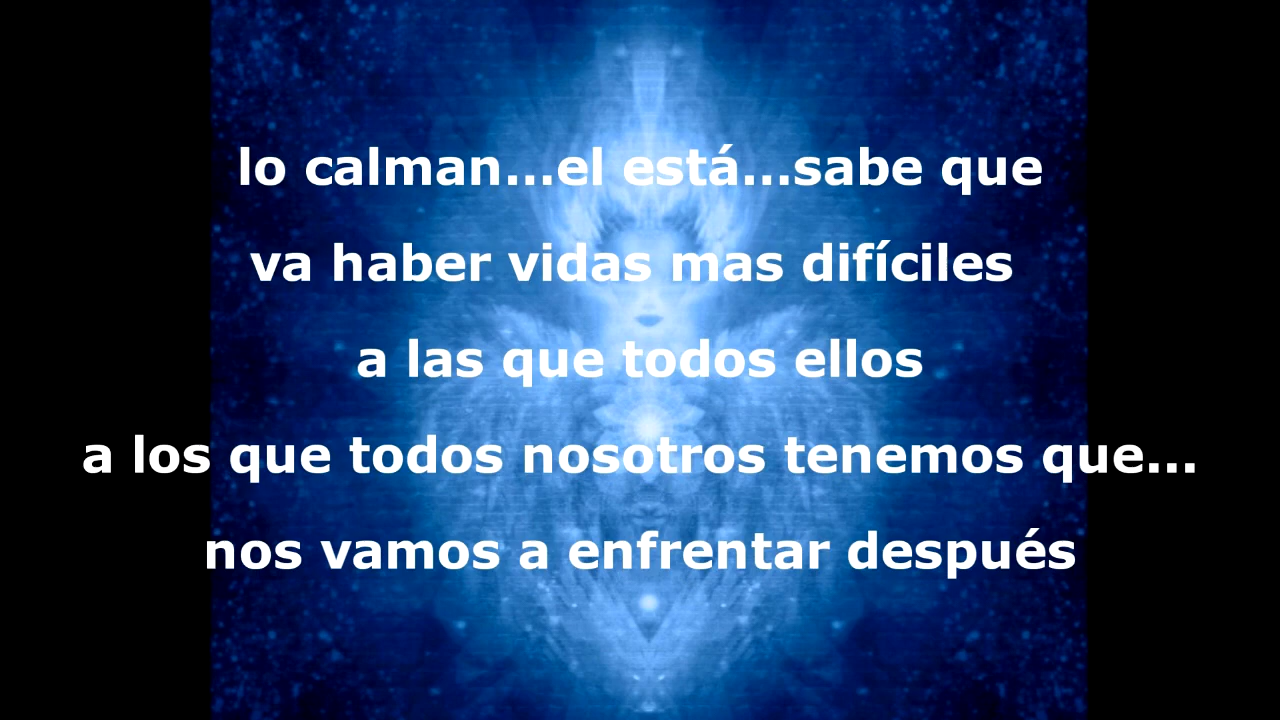 lo calman...el está...sabe que
va haber vidas mas difíciles
a las que todos ellos
a los que todos nosotros tenemos que...
nos vamos a enfrentar después